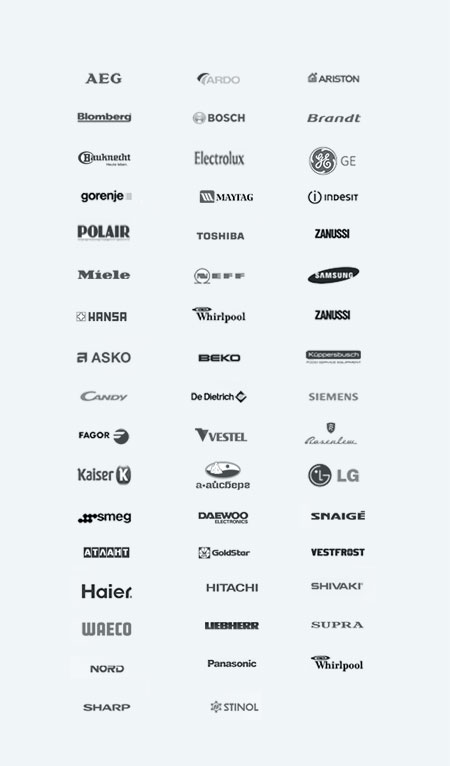 AEG
ARDO
ARISTON
Blomberg
BOSCH
Brandt
Bauknecht
Electrolux
GE GE
gorenje
MAYTAG
INDESIT
POLAIR
TOSHIBA
ZANUSSI
Miele
NEFF
SAMSUNG
HANSA
Whirlpool
ZANUSSI
ASKO
BEKO
Küppersbusch
CANDY
De Dietrich
SIEMENS
FAGOR
VESTEL
Rosenlew
Kaiser K
а·айсберг
LG LG
smeg
DAEWOO
ELECTRONICS
SNAIGĖ
АТЛАНТ
GoldStar
VESTFROST
Haier
HITACHI
SHIVAKI
WAECO
LIEBHERR
SUPRA
NORD
Panasonic
Whirlpool
SHARP
STINOL